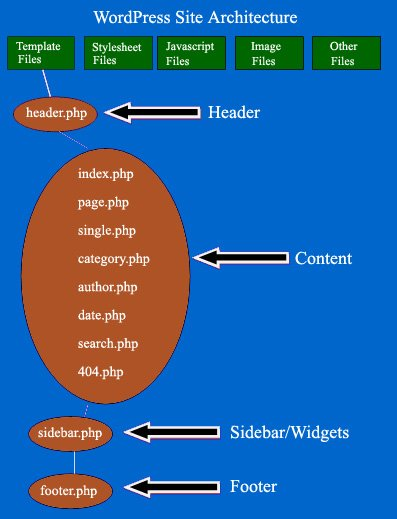 WordPress Site Architecture
Template
Files
Stylesheet
Files
Javascript
Files
Image
Files
Other
Files
header.php
Header
index.php
page.php
single.php
category.php
Content
author.php
date.php
search.php
404.php
sidebar.php
Sidebar/Widgets
footer.php
Footer